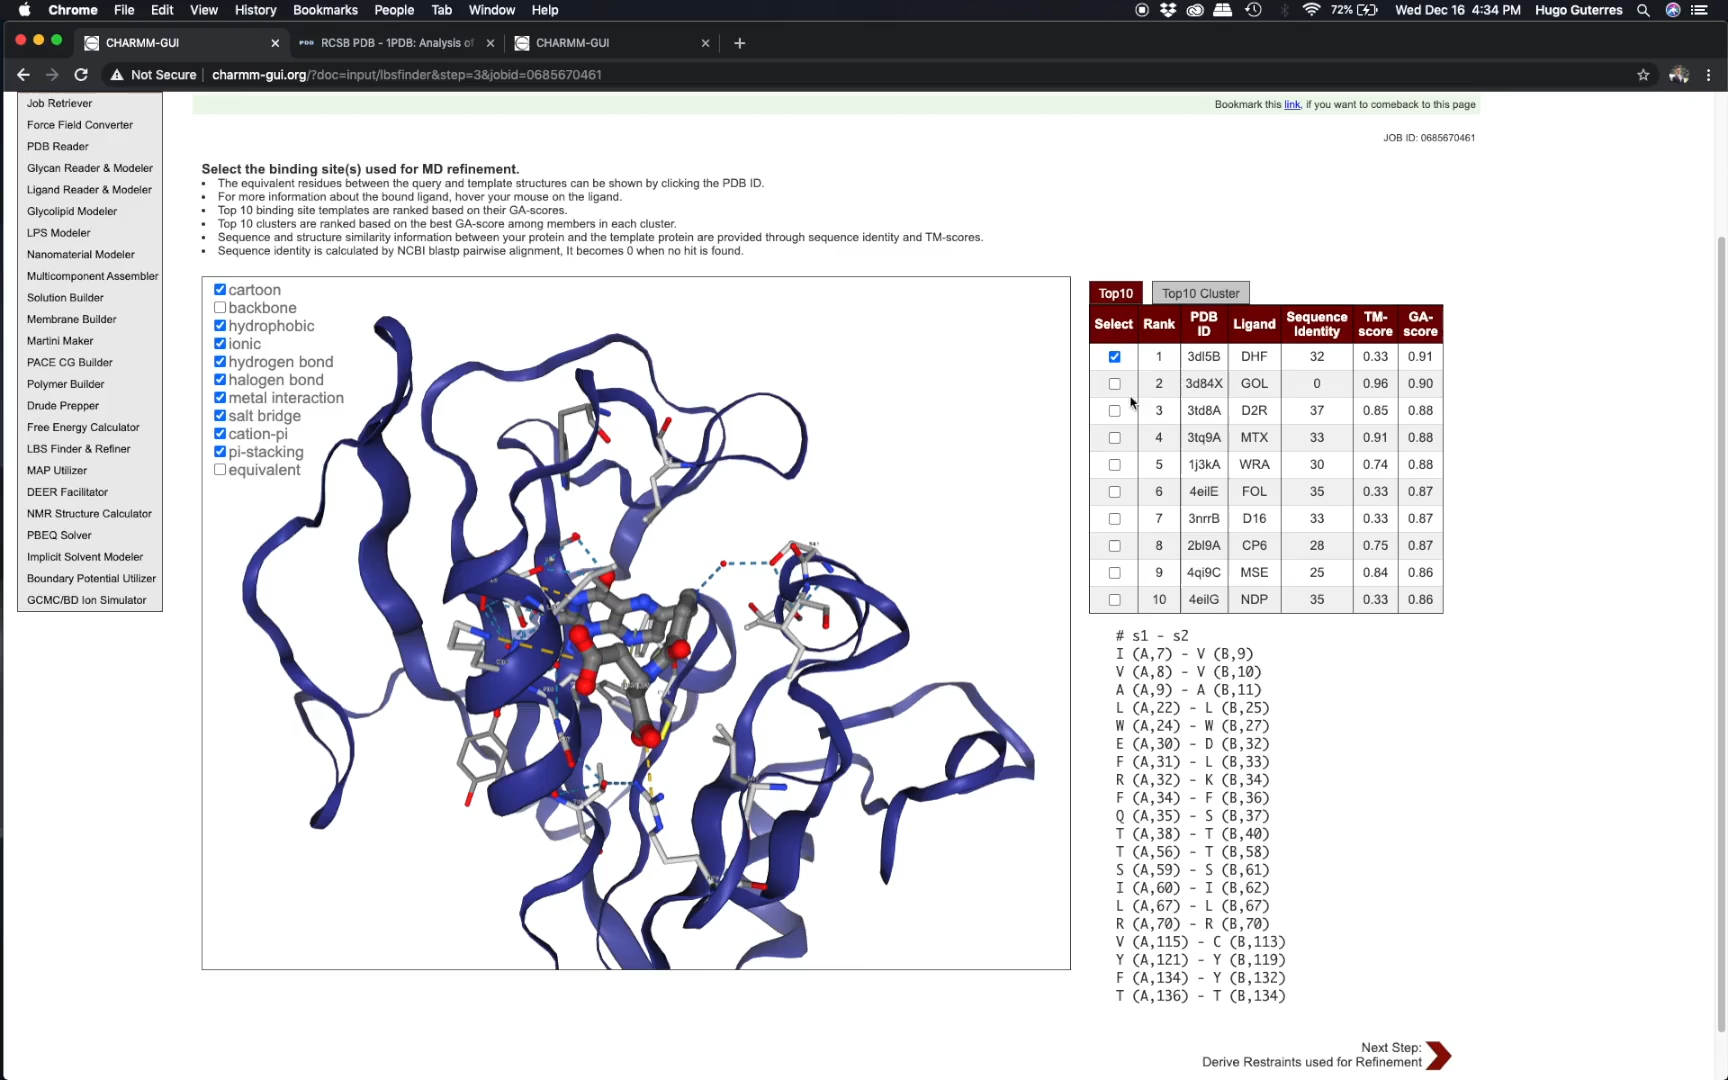 Chrome File Edit View History Bookmarks People Tab Window Help 72% Wed Dec 16 4:34 PM Hugo Guterres
CHARMM-GUI
RCSB PDB - 1PDB: Analysis of
CHARMM-GUI
Not Secure charmm-gui.org/?doc=input/lbsfinder&step=3&jobid=0685670461
Job Retriever
Force Field Converter
PDB Reader
Glycan Reader & Modeler
Ligand Reader & Modeler
Glycolipid Modeler
LPS Modeler
Nanomaterial Modeler
Multicomponent Assembler
Solution Builder
Membrane Builder
Martini Maker
PACE CG Builder
Polymer Builder
Drude Prepper
Free Energy Calculator
LBS Finder & Refiner
MAP Utilizer
DEER Facilitator
NMR Structure Calculator
PBEQ Solver
Implicit Solvent Modeler
Boundary Potential Utilizer
GCMC/BD Ion Simulator
Bookmark this link, if you want to comeback to this page
JOB ID: 0685670461
Select the binding site(s) used for MD refinement.
The equivalent residues between the query and template structures can be shown by clicking the PDB ID.
For more information about the bound ligand, hover your mouse on the ligand.
Top 10 binding site templates are ranked based on their GA-scores.
Top 10 clusters are ranked based on the best GA-score among members in each cluster.
Sequence and structure similarity information between your protein and the template protein are provided through sequence identity and TM-scores.
Sequence identity is calculated by NCBI blastp pairwise alignment, It becomes 0 when no hit is found.
cartoon
backbone
hydrophobic
ionic
hydrogen bond
halogen bond
metal interaction
salt bridge
cation-pi
pi-stacking
equivalent
Top10 Top10 Cluster
Select Rank PDB ID Ligand Sequence Identity TM-score GA-score
1 3dl5B DHF 32 0.33 0.91
2 3d84X GOL 0 0.96 0.90
3 3td8A D2R 37 0.85 0.88
4 3tq9A MTX 33 0.91 0.88
5 1j3kA WRA 30 0.74 0.88
6 4eilE FOL 35 0.33 0.87
7 3nrrB D16 33 0.33 0.87
8 2bl9A CP6 28 0.75 0.87
9 4qi9C MSE 25 0.84 0.86
10 4eilG NDP 35 0.33 0.86
# s1 - s2
I (A,7) - V (B,9)
V (A,8) - V (B,10)
A (A,9) - A (B,11)
L (A,22) - L (B,25)
W (A,24) - W (B,27)
E (A,30) - D (B,32)
F (A,31) - L (B,33)
R (A,32) - K (B,34)
F (A,34) - F (B,36)
Q (A,35) - S (B,37)
T (A,38) - T (B,40)
T (A,56) - T (B,58)
S (A,59) - S (B,61)
I (A,60) - I (B,62)
L (A,67) - L (B,67)
R (A,70) - R (B,70)
V (A,115) - C (B,113)
Y (A,121) - Y (B,119)
F (A,134) - Y (B,132)
T (A,136) - T (B,134)
Next Step:
Derive Restraints used for Refinement